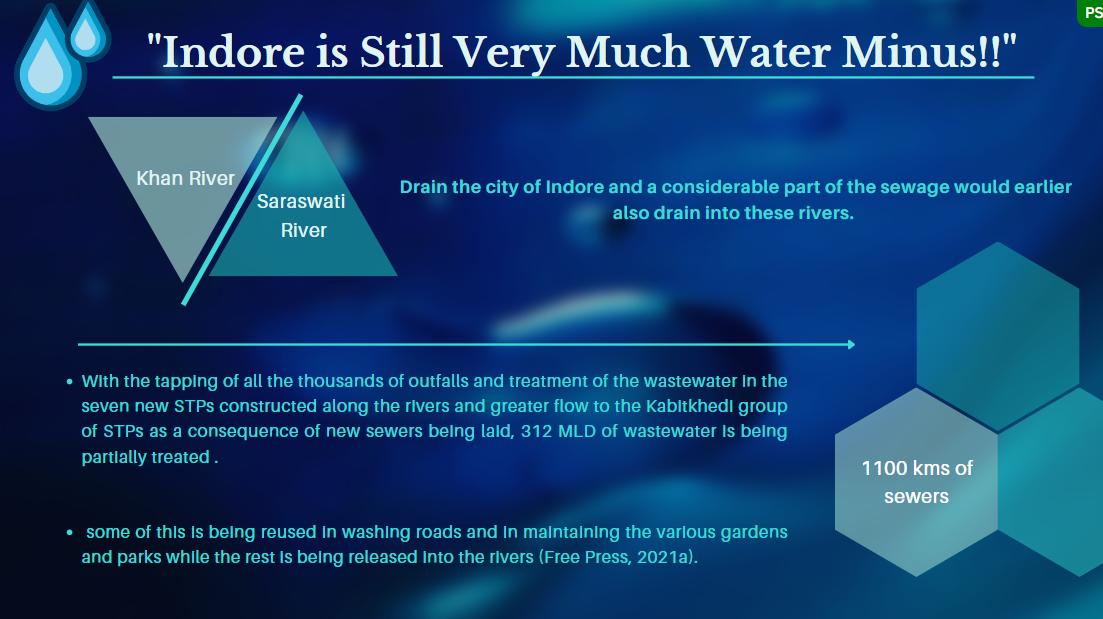 PS
"Indore is Still Very Much Water Minus!!"
Khan River
Saraswati
River
Drain the city of Indore and a considerable part of the sewage would earlier
also drain into these rivers.
With the tapping of all the thousands of outfalls and treatment of the wastewater in the
seven new STPs constructed along the rivers and greater flow to the Kabitkhedi group
of STPs as a consequence of new sewers being laid, 312 MLD of wastewater is being
partially treated .
some of this is being reused in washing roads and in maintaining the various gardens
and parks while the rest is being released into the rivers (Free Press, 2021a).
1100 kms of
sewers